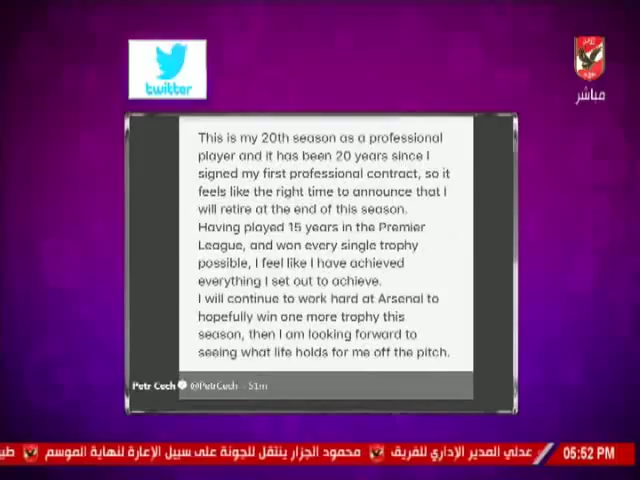 twitter
مباشر
This is my 20th season as a professional
player and it has been 20 years since I
signed my first professional contract, so it
feels like the right time to announce that I
will retire at the end of this season.
Having played 15 years in the Premier
League, and won every single trophy
possible, I feel like I have achieved
everything I set out to achieve.
I will continue to work hard at Arsenal to
hopefully win one more trophy this
season, then I am looking forward to
seeing what life holds for me off the pitch.
Petr Cech @PetrCech · 51m
عدلي المدير الإداري للفريق محمود الجزار ينتقل للجونة على سبيل الإعارة لنهاية الموسم
05:52 PM